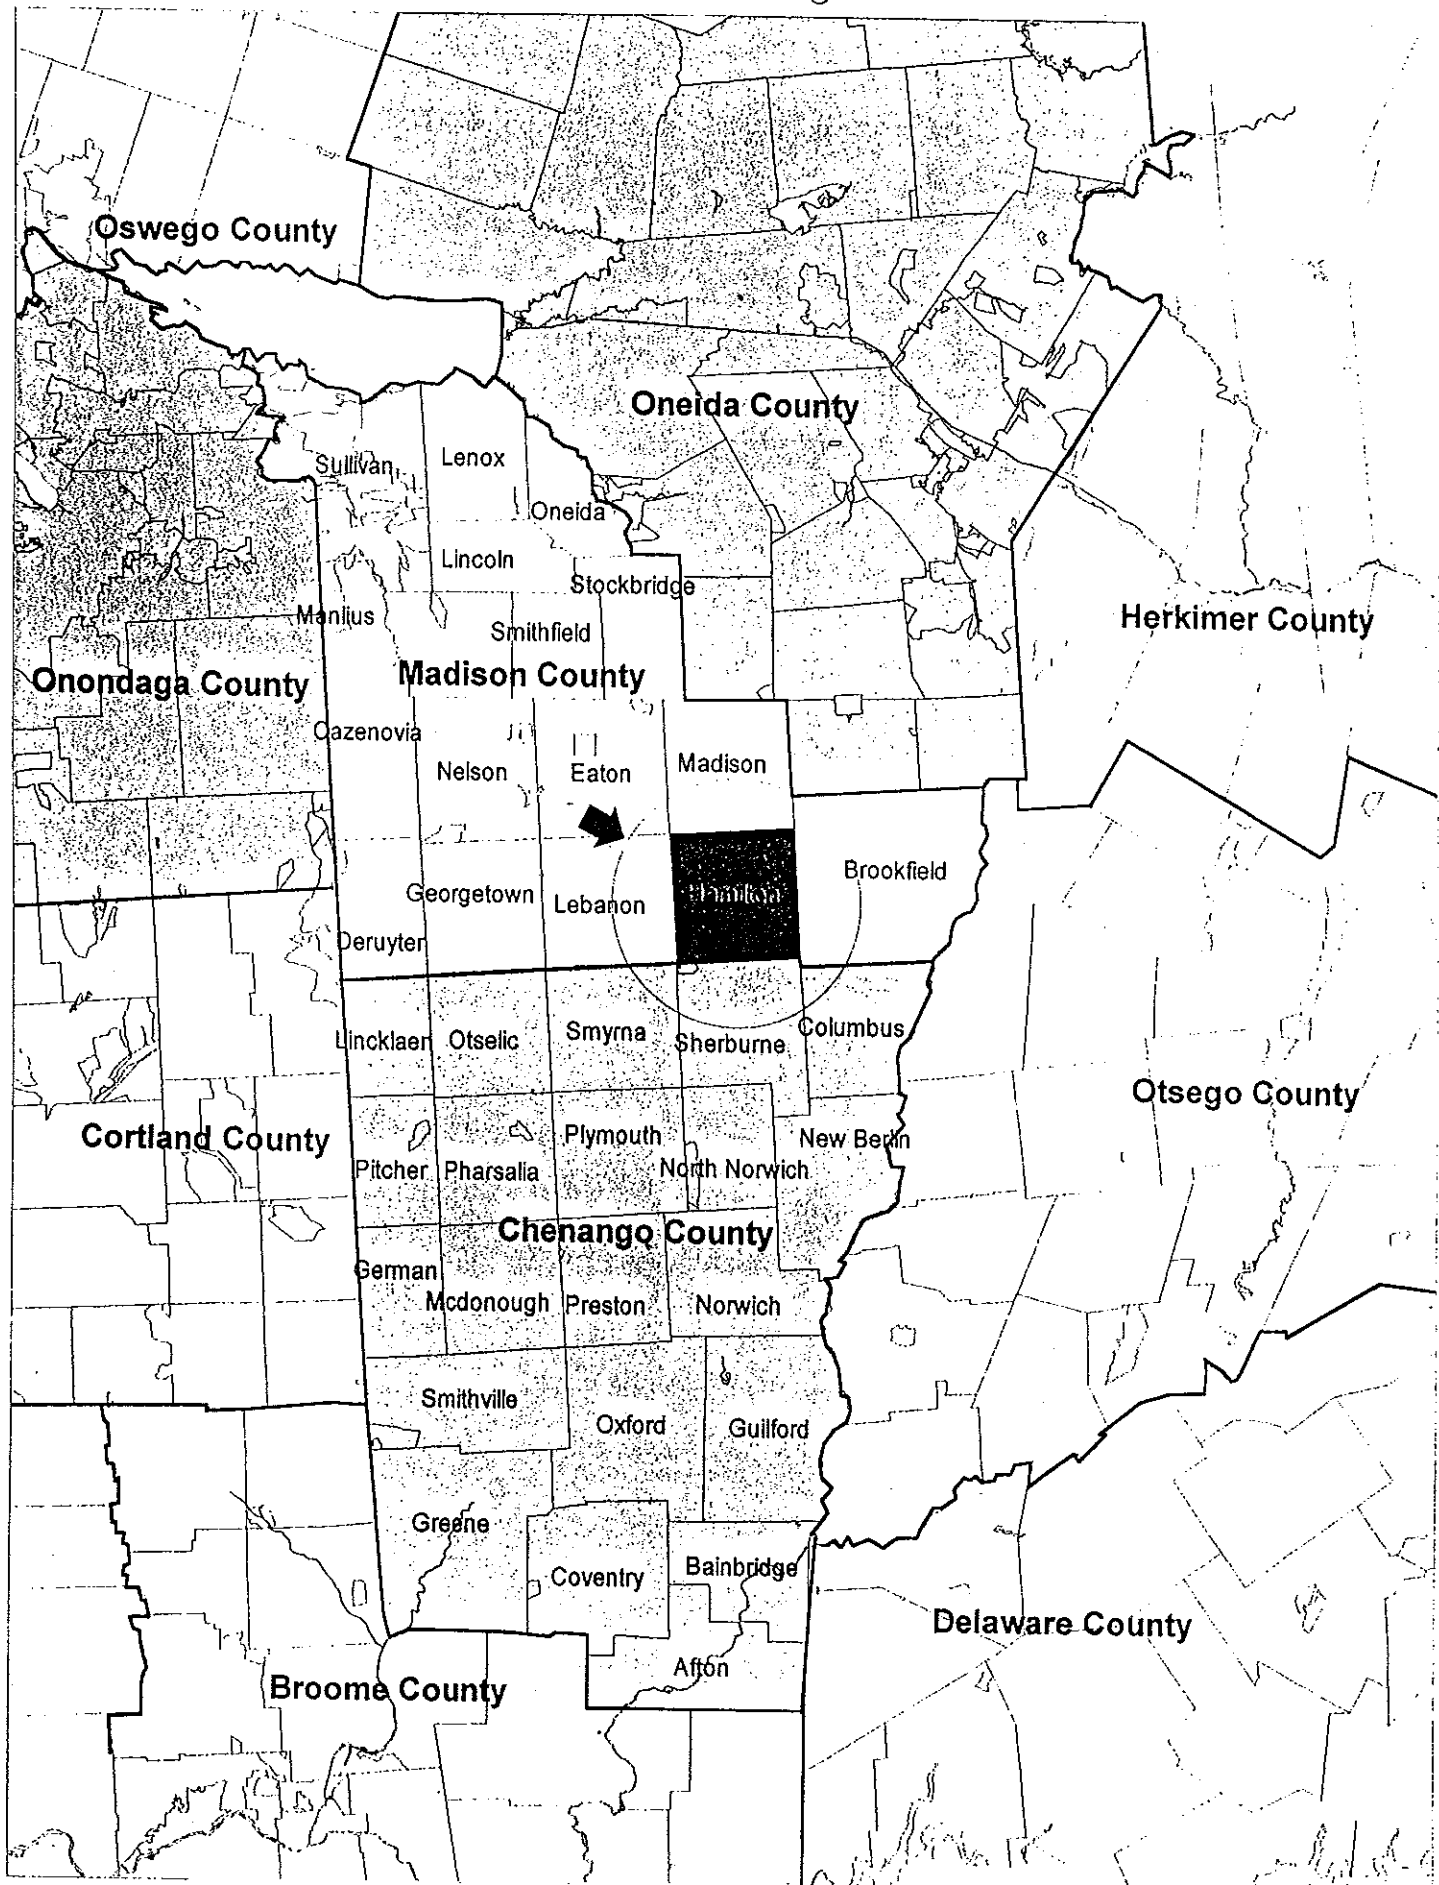 Oswego County
Oneida County
Sullivan
Lenox
Oneida
Lincoln
Stockbridge
Manlius
Smithfield
Herkimer County
Onondaga County
Madison County
Cazenovia
Nelson
Eaton
Madison
Brookfield
Georgetown
Lebanon
Hamilton
Deruyter
Lincklaen
Otselic
Smyrna
Sherburne
Columbus
Otsego County
Cortland County
Plymouth
New Berlin
Pitcher
Pharsalia
North Norwich
Chenango County
German
Mcdonough
Preston
Norwich
Smithville
Oxford
Guilford
Greene
Coventry
Bainbridge
Delaware County
Afton
Broome County